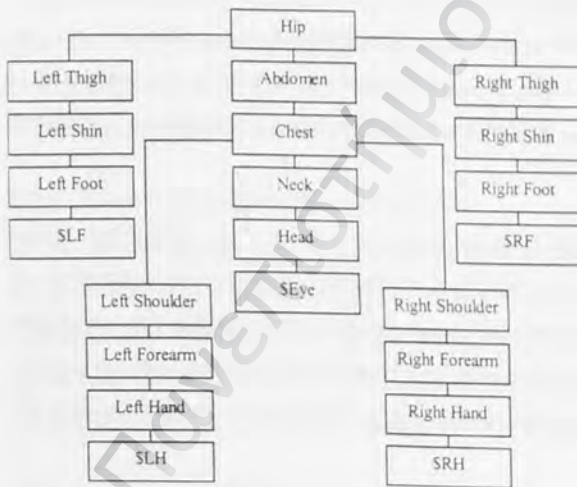 Hip
Left Thigh
Abdomen
Right Thigh
Left Shin
Chest
Right Shin
Left Foot
Neck
Right Foot
SLF
Head
SRF
SEye
Left Shoulder
Right Shoulder
Left Forearm
Right Forearm
Left Hand
Right Hand
SLH
SRH
Πανεπιστήμιο